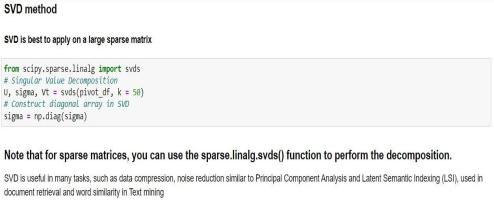 SVD method
SVD is best to apply on a large sparse matrix
from scipy.sparse.linalg import svds
# Singular Value Decomposition
U, sigma, Vt = svds(pivot_df, k = 50)
# Construct diagonal array in SVD
sigma = np.diag(sigma)
Note that for sparse matrices, you can use the sparse.linalg.svds() function to perform the decomposition.
SVD is useful in many tasks, such as data compression, noise reduction similar to Principal Component Analysis and Latent Semantic Indexing (LSI), used in
document retrieval and word similarity in Text mining